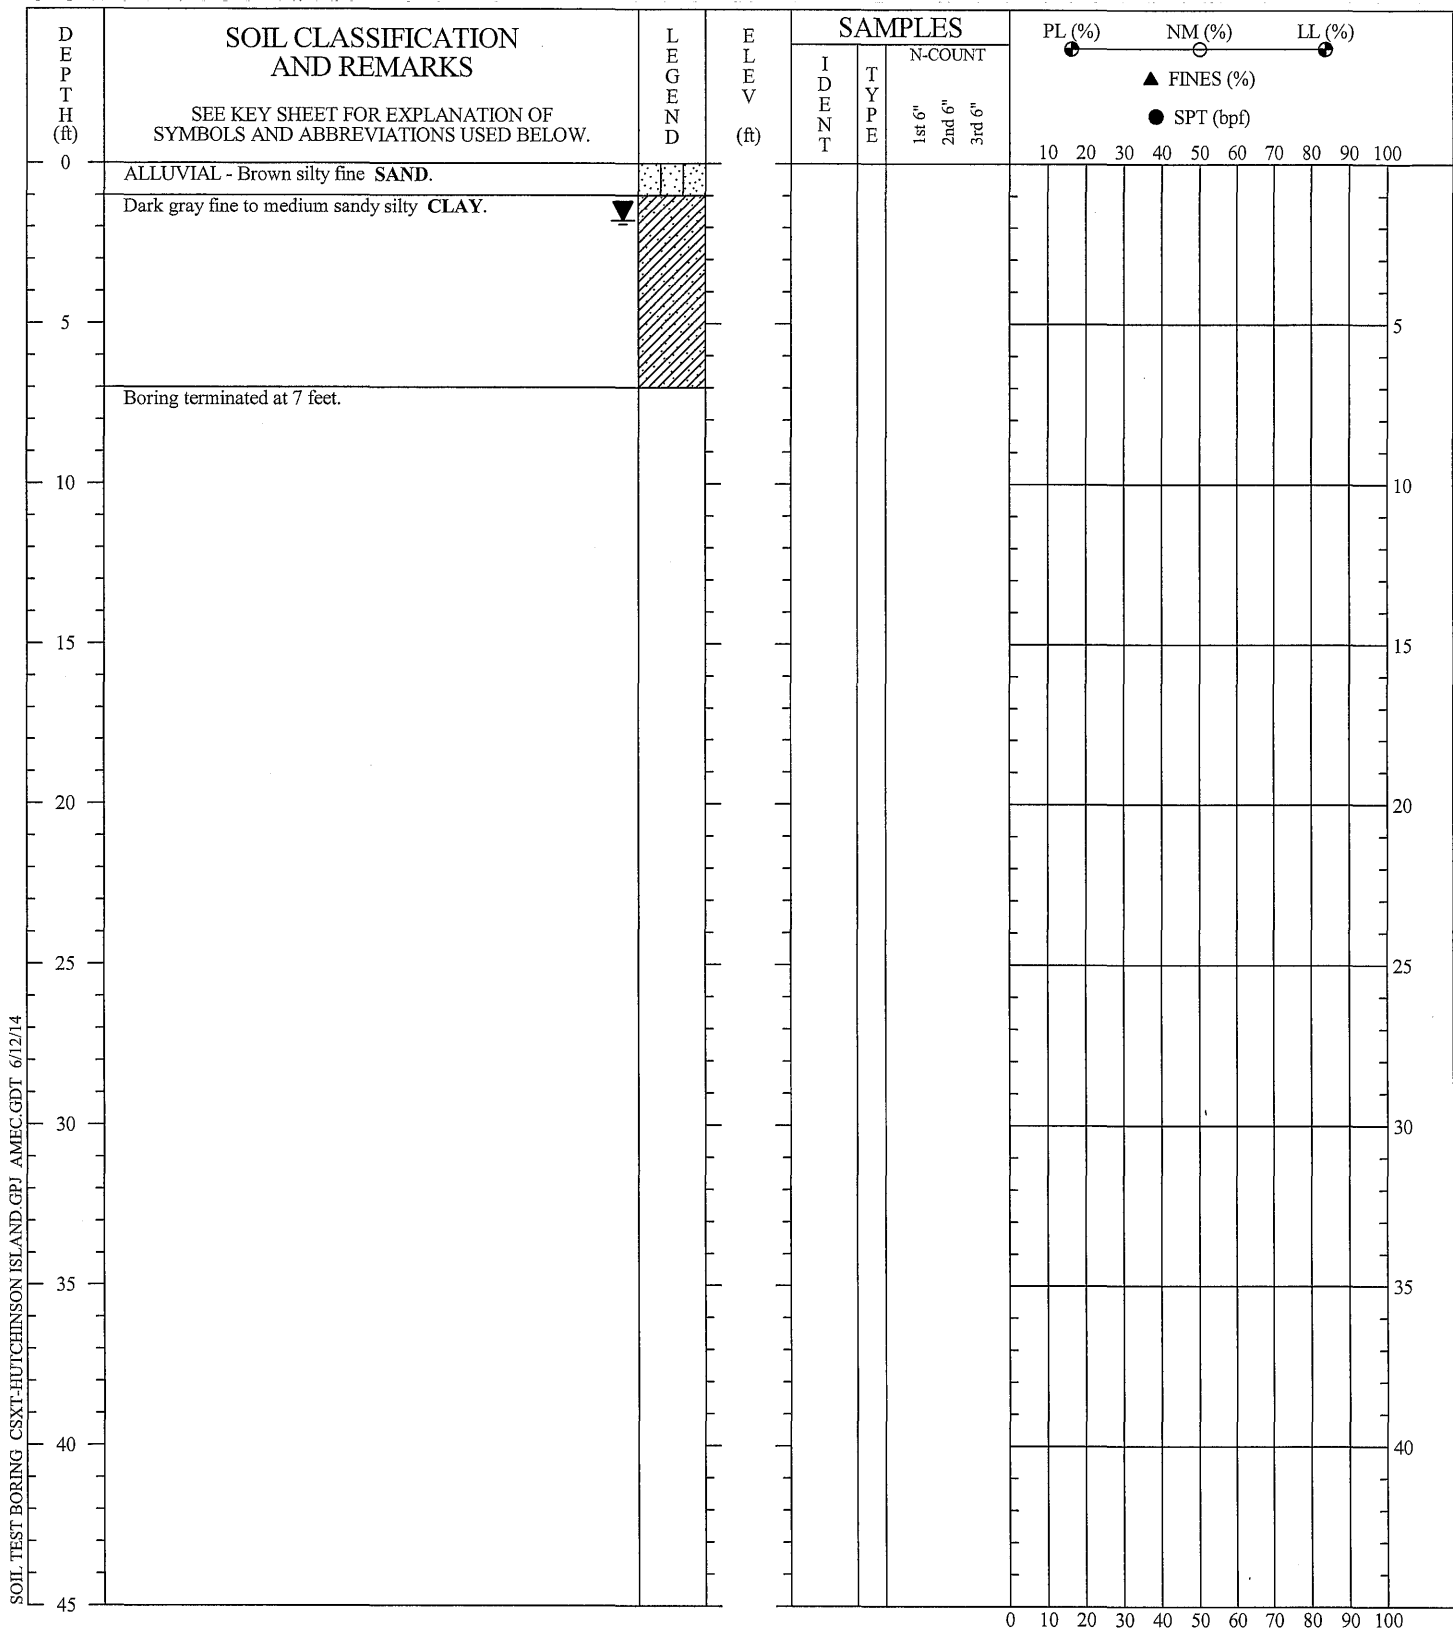 DEPTH (ft)
SOIL CLASSIFICATION
AND REMARKS
SEE KEY SHEET FOR EXPLANATION OF
SYMBOLS AND ABBREVIATIONS USED BELOW.
LEGEND
ELEV (ft)
SAMPLES
IDENT
TYPE
N-COUNT
1st 6"
2nd 6"
3rd 6"
PL (%) NM (%) LL (%)
▲ FINES (%)
● SPT (bpf)
10 20 30 40 50 60 70 80 90 100
0
ALLUVIAL - Brown silty fine SAND.
Dark gray fine to medium sandy silty CLAY.
5 5
Boring terminated at 7 feet.
10 10
15 15
20 20
25 25
30 30
35 35
40 40
45
0 10 20 30 40 50 60 70 80 90 100
SOIL TEST BORING CSXT-HUTCHINSON ISLAND.GPJ AMEC.GDT 6/12/14